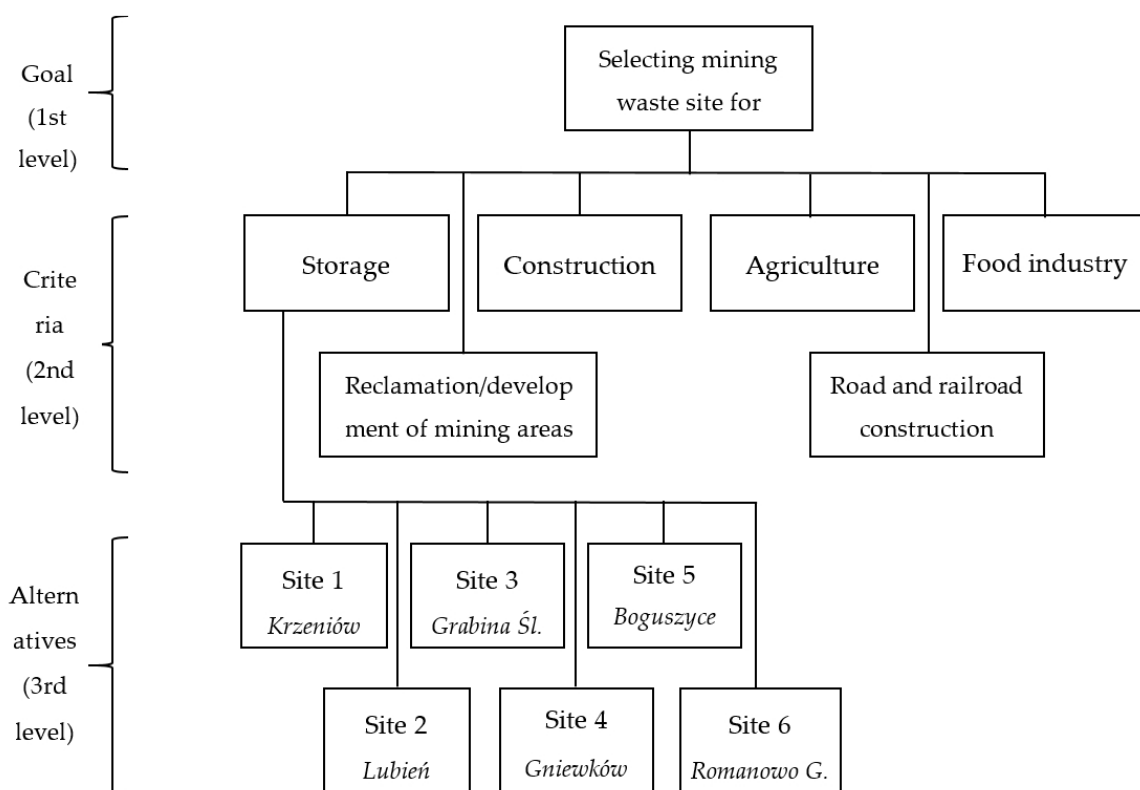 Goal
(1st
level)
Selecting mining
waste site for
Crite
ria
(2nd
level)
Storage
Construction
Agriculture
Food industry
Reclamation/develop
ment of mining areas
Road and railroad
construction
Altern
atives
(3rd
level)
Site 1
Krzeniów
Site 3
Grabina Śl.
Site 5
Boguszyce
Site 2
Lubień
Site 4
Gniewków
Site 6
Romanowo G.